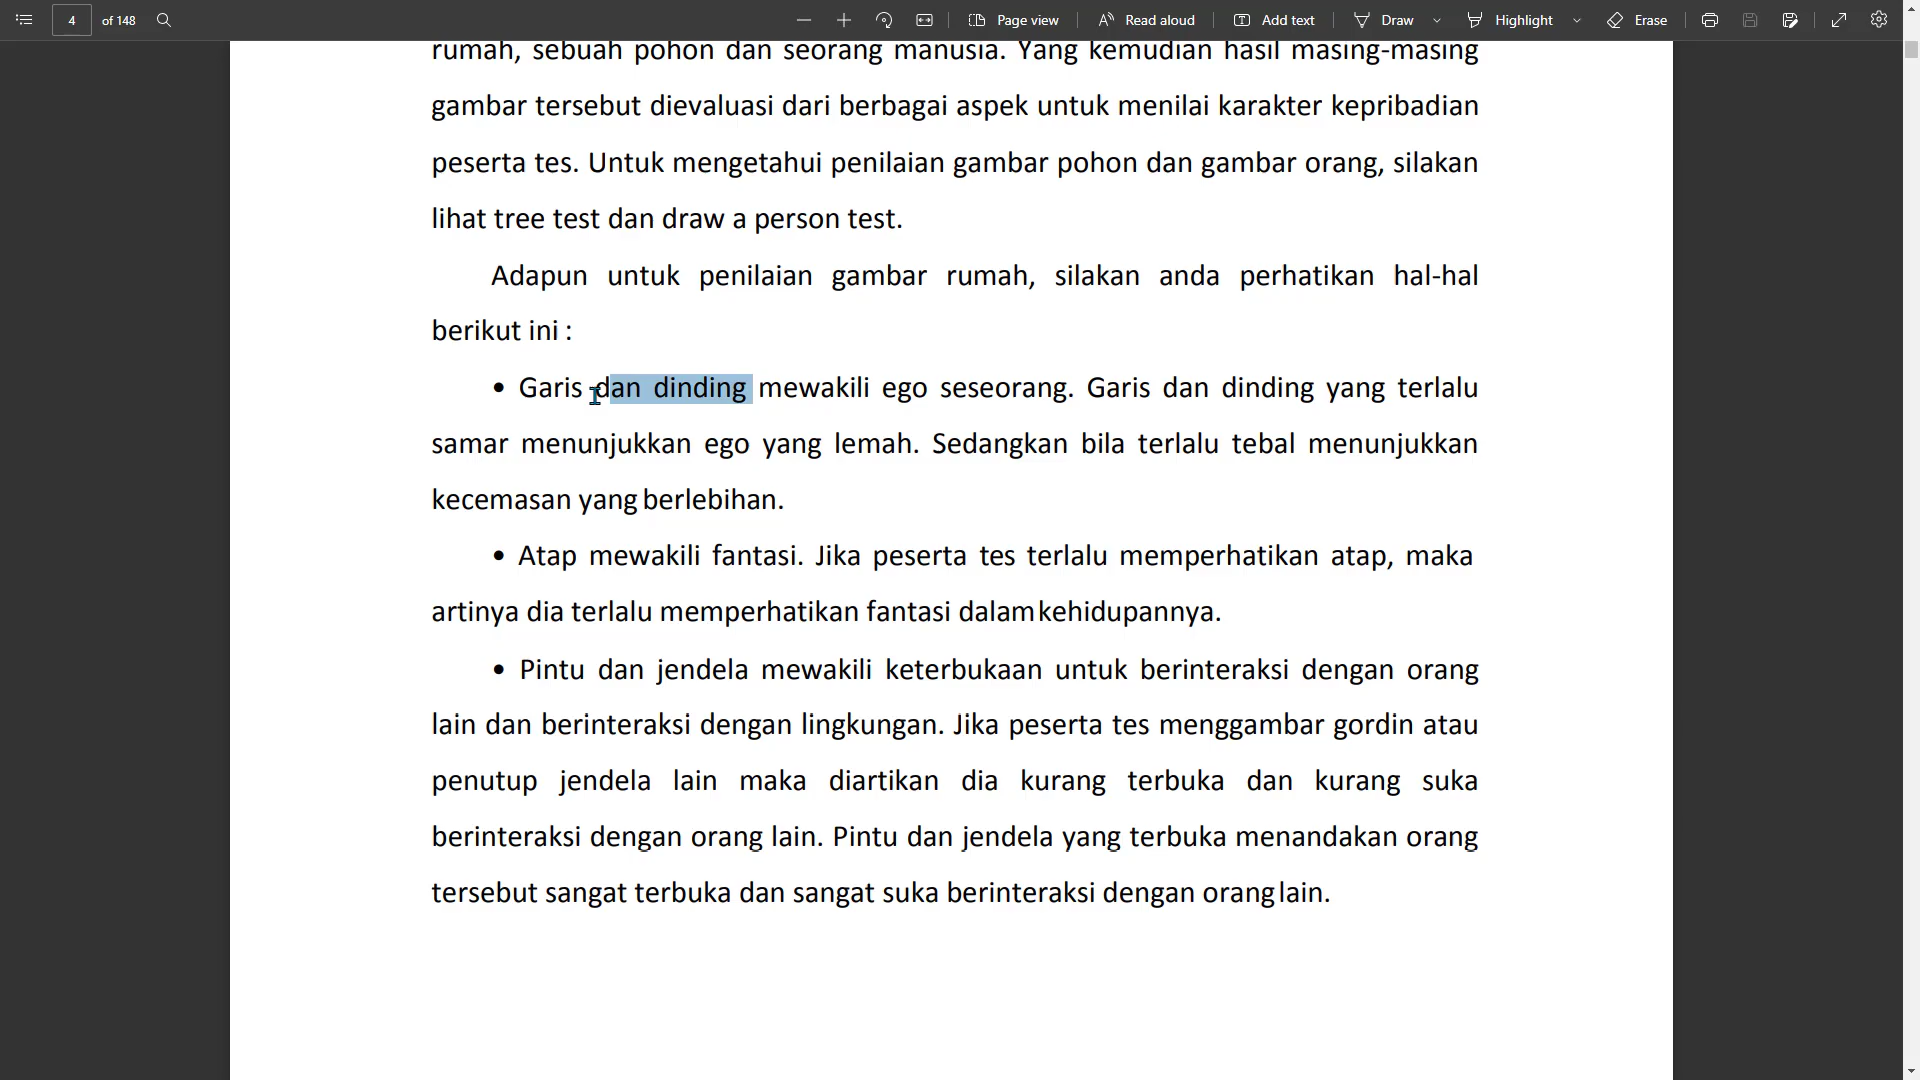 4 of 148 Page view Read aloud Add text Draw Highlight Erase
rumah, sebuah pohon dan seorang manusia. Yang kemudian hasil masing-masing
gambar tersebut dievaluasi dari berbagai aspek untuk menilai karakter kepribadian
peserta tes. Untuk mengetahui penilaian gambar pohon dan gambar orang, silakan
lihat tree test dan draw a person test.
Adapun untuk penilaian gambar rumah, silakan anda perhatikan hal-hal
berikut ini :
• Garis dan dinding mewakili ego seseorang. Garis dan dinding yang terlalu
samar menunjukkan ego yang lemah. Sedangkan bila terlalu tebal menunjukkan
kecemasan yang berlebihan.
• Atap mewakili fantasi. Jika peserta tes terlalu memperhatikan atap, maka
artinya dia terlalu memperhatikan fantasi dalam kehidupannya.
• Pintu dan jendela mewakili keterbukaan untuk berinteraksi dengan orang
lain dan berinteraksi dengan lingkungan. Jika peserta tes menggambar gordin atau
penutup jendela lain maka diartikan dia kurang terbuka dan kurang suka
berinteraksi dengan orang lain. Pintu dan jendela yang terbuka menandakan orang
tersebut sangat terbuka dan sangat suka berinteraksi dengan orang lain.